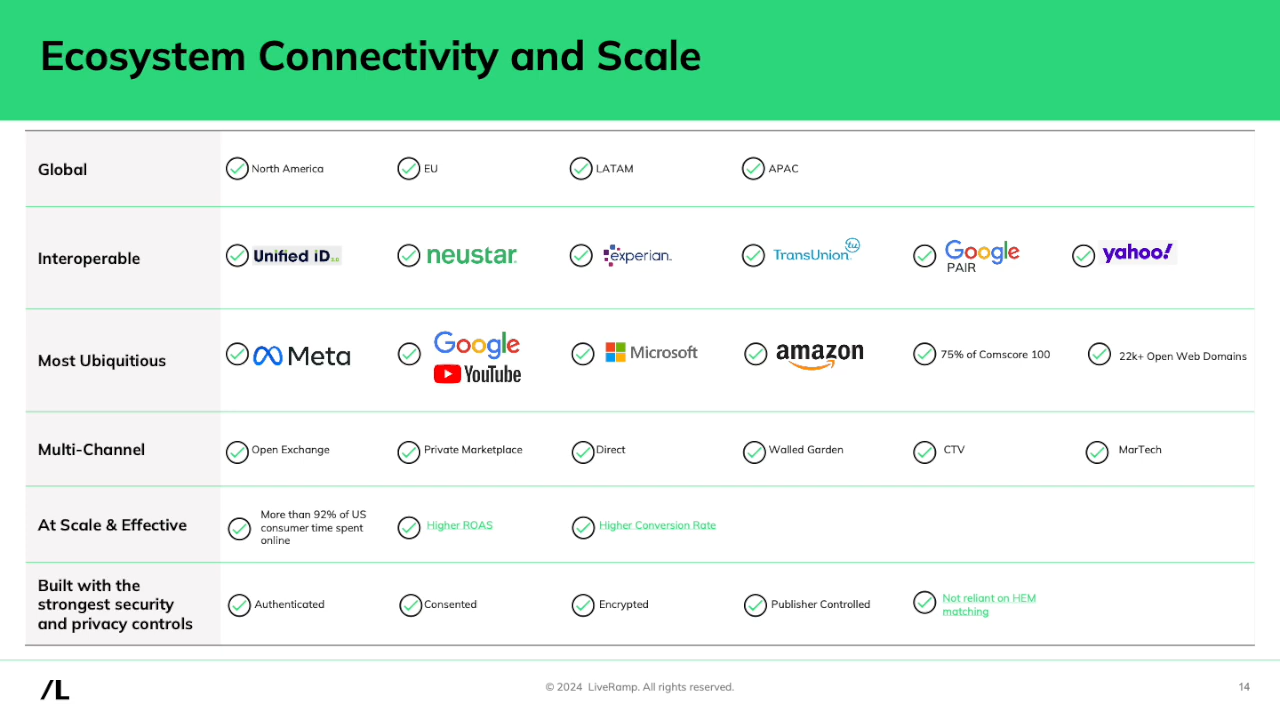 Ecosystem Connectivity and Scale
Global
North America
EU
LATAM
APAC
Interoperable
Unified iD
neustar
experian
TransUnion
tu
Google
PAIR
yahoo!
Most Ubiquitious
Meta
Google
YouTube
Microsoft
amazon
75% of Comscore 100
22k+ Open Web Domains
Multi-Channel
Open Exchange
Private Marketplace
Direct
Walled Garden
CTV
MarTech
At Scale & Effective
More than 92% of US
consumer time spent
online
Higher ROAS
Higher Conversion Rate
Built with the
strongest security
and privacy controls
Authenticated
Consented
Encrypted
Publisher Controlled
Not reliant on HEM
matching
/L
© 2024 LiveRamp. All rights reserved.
14